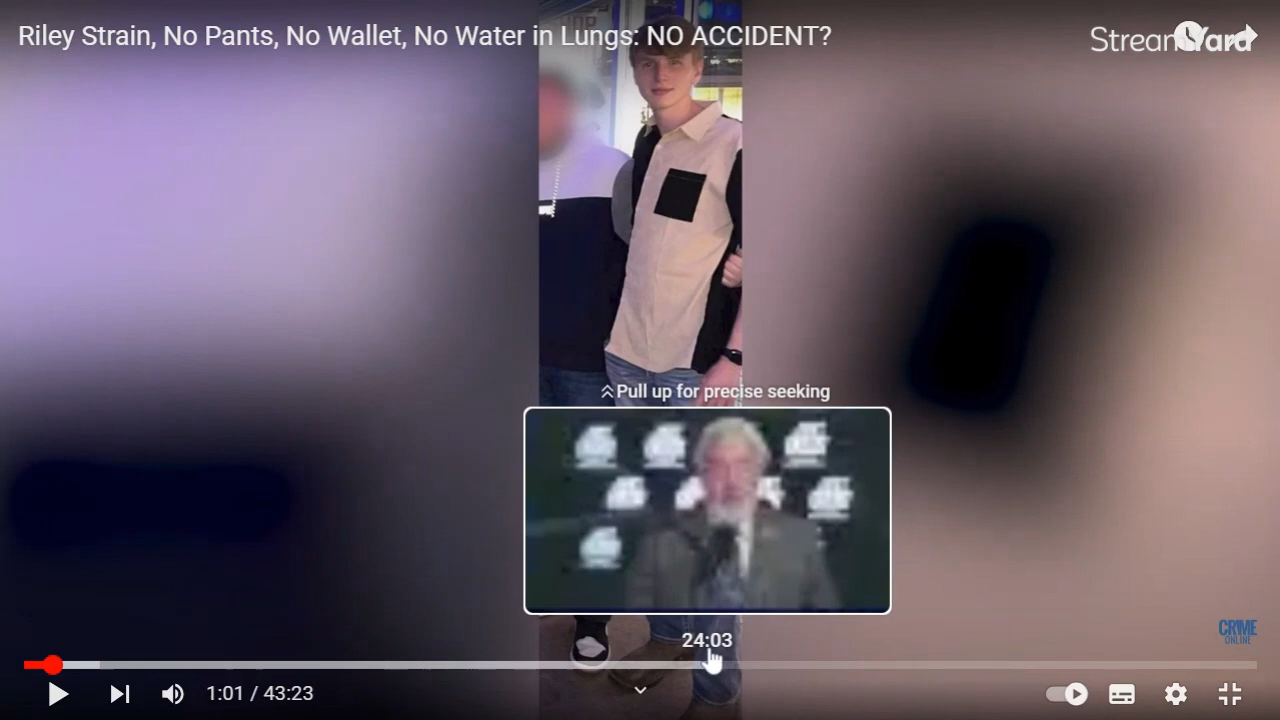 Riley Strain, No Pants, No Wallet, No Water in Lungs: NO ACCIDENT?
StreamYard
Pull up for precise seeking
24:03
CRIME
ONLINE
1:01 / 43:23